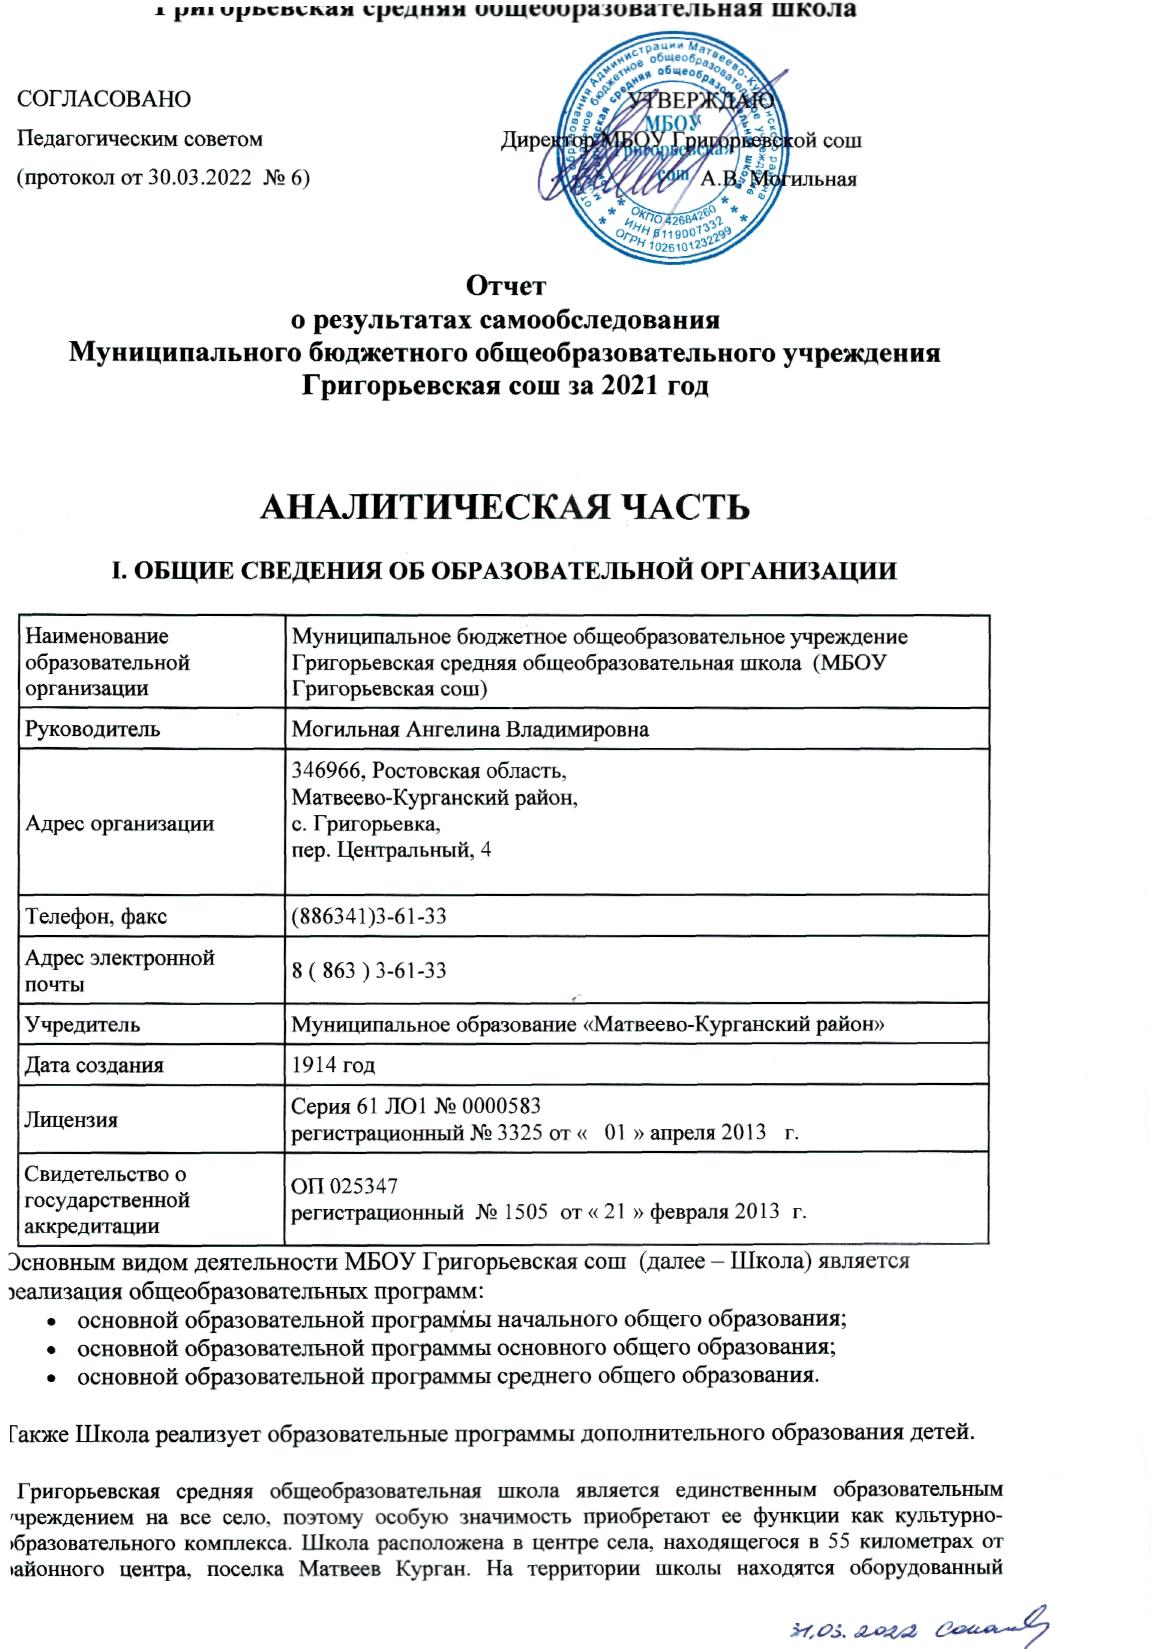 Григорьевская средняя общеобразовательная школа
СОГЛАСОВАНО
УТВЕРЖДАЮ
Педагогическим советом
Директор МБОУ Григорьевской сош
(протокол от 30.03.2022 № 6)
А.В. Могильная
МБОУ
Григорьевская
сош
ОКПО 42684260
ИНН 6119007332
ОГРН 1026101232299
Отчет
о результатах самообследования
Муниципального бюджетного общеобразовательного учреждения
Григорьевская сош за 2021 год
АНАЛИТИЧЕСКАЯ ЧАСТЬ
I. ОБЩИЕ СВЕДЕНИЯ ОБ ОБРАЗОВАТЕЛЬНОЙ ОРГАНИЗАЦИИ
Наименование
образовательной
организации
Муниципальное бюджетное общеобразовательное учреждение
Григорьевская средняя общеобразовательная школа (МБОУ
Григорьевская сош)
Руководитель
Могильная Ангелина Владимировна
Адрес организации
346966, Ростовская область,
Матвеево-Курганский район,
с. Григорьевка,
пер. Центральный, 4
Телефон, факс
(886341)3-61-33
Адрес электронной
почты
8 ( 863 ) 3-61-33
Учредитель
Муниципальное образование «Матвеево-Курганский район»
Дата создания
1914 год
Лицензия
Серия 61 ЛО1 № 0000583
регистрационный № 3325 от « 01 » апреля 2013 г.
Свидетельство о
государственной
аккредитации
ОП 025347
регистрационный № 1505 от « 21 » февраля 2013 г.
Основным видом деятельности МБОУ Григорьевская сош (далее – Школа) является
реализация общеобразовательных программ:
• основной образовательной программы начального общего образования;
• основной образовательной программы основного общего образования;
• основной образовательной программы среднего общего образования.
Также Школа реализует образовательные программы дополнительного образования детей.
Григорьевская средняя общеобразовательная школа является единственным образовательным
учреждением на все село, поэтому особую значимость приобретают ее функции как культурно-
образовательного комплекса. Школа расположена в центре села, находящегося в 55 километрах от
районного центра, поселка Матвеев Курган. На территории школы находятся оборудованный
31.03.2022